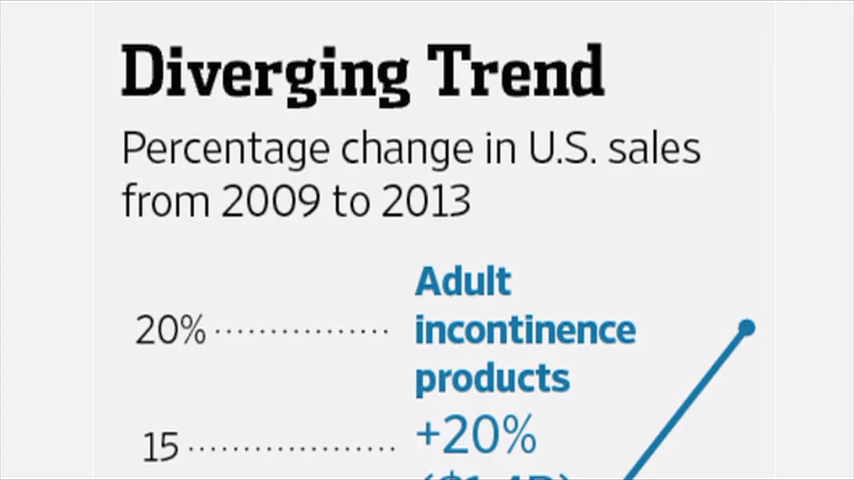 Diverging Trend
Percentage change in U.S. sales
from 2009 to 2013
Adult
20% incontinence
products
+20%
15